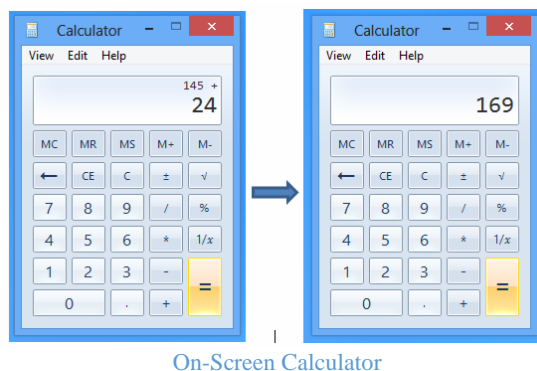 Calculator
View Edit Help
145 +
24
MC MR MS M+ M-
← CE C ± √
7 8 9 / %
4 5 6 * 1/x
1 2 3 -
=
0 . +
Calculator
View Edit Help
169
MC MR MS M+ M-
← CE C ± √
7 8 9 / %
4 5 6 * 1/x
1 2 3 -
=
0 . +
On-Screen Calculator